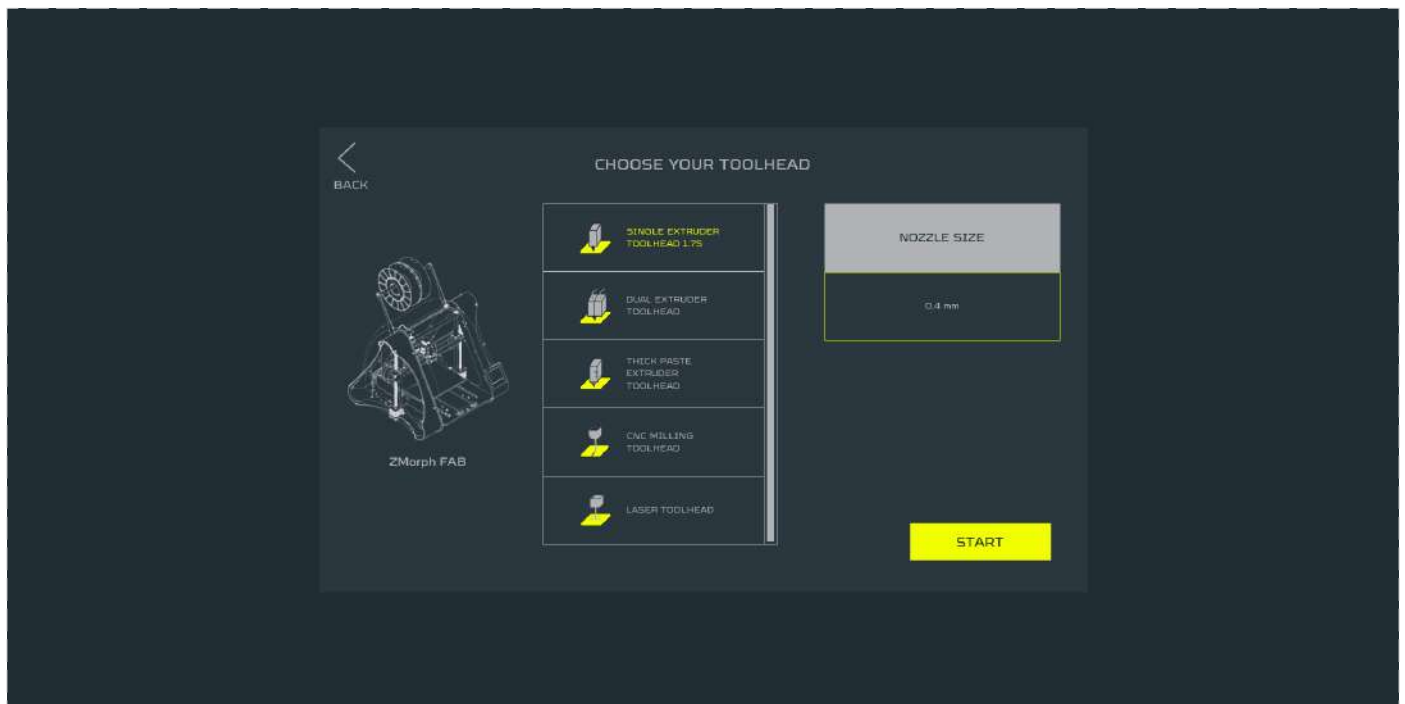 BACK
CHOOSE YOUR TOOLHEAD
ZMorph FAB
SINGLE EXTRUDER
TOOLHEAD 1.75
DUAL EXTRUDER
TOOLHEAD
THICK PASTE
EXTRUDER
TOOLHEAD
CNC MILLING
TOOLHEAD
LASER TOOLHEAD
NOZZLE SIZE
0.4 mm
START